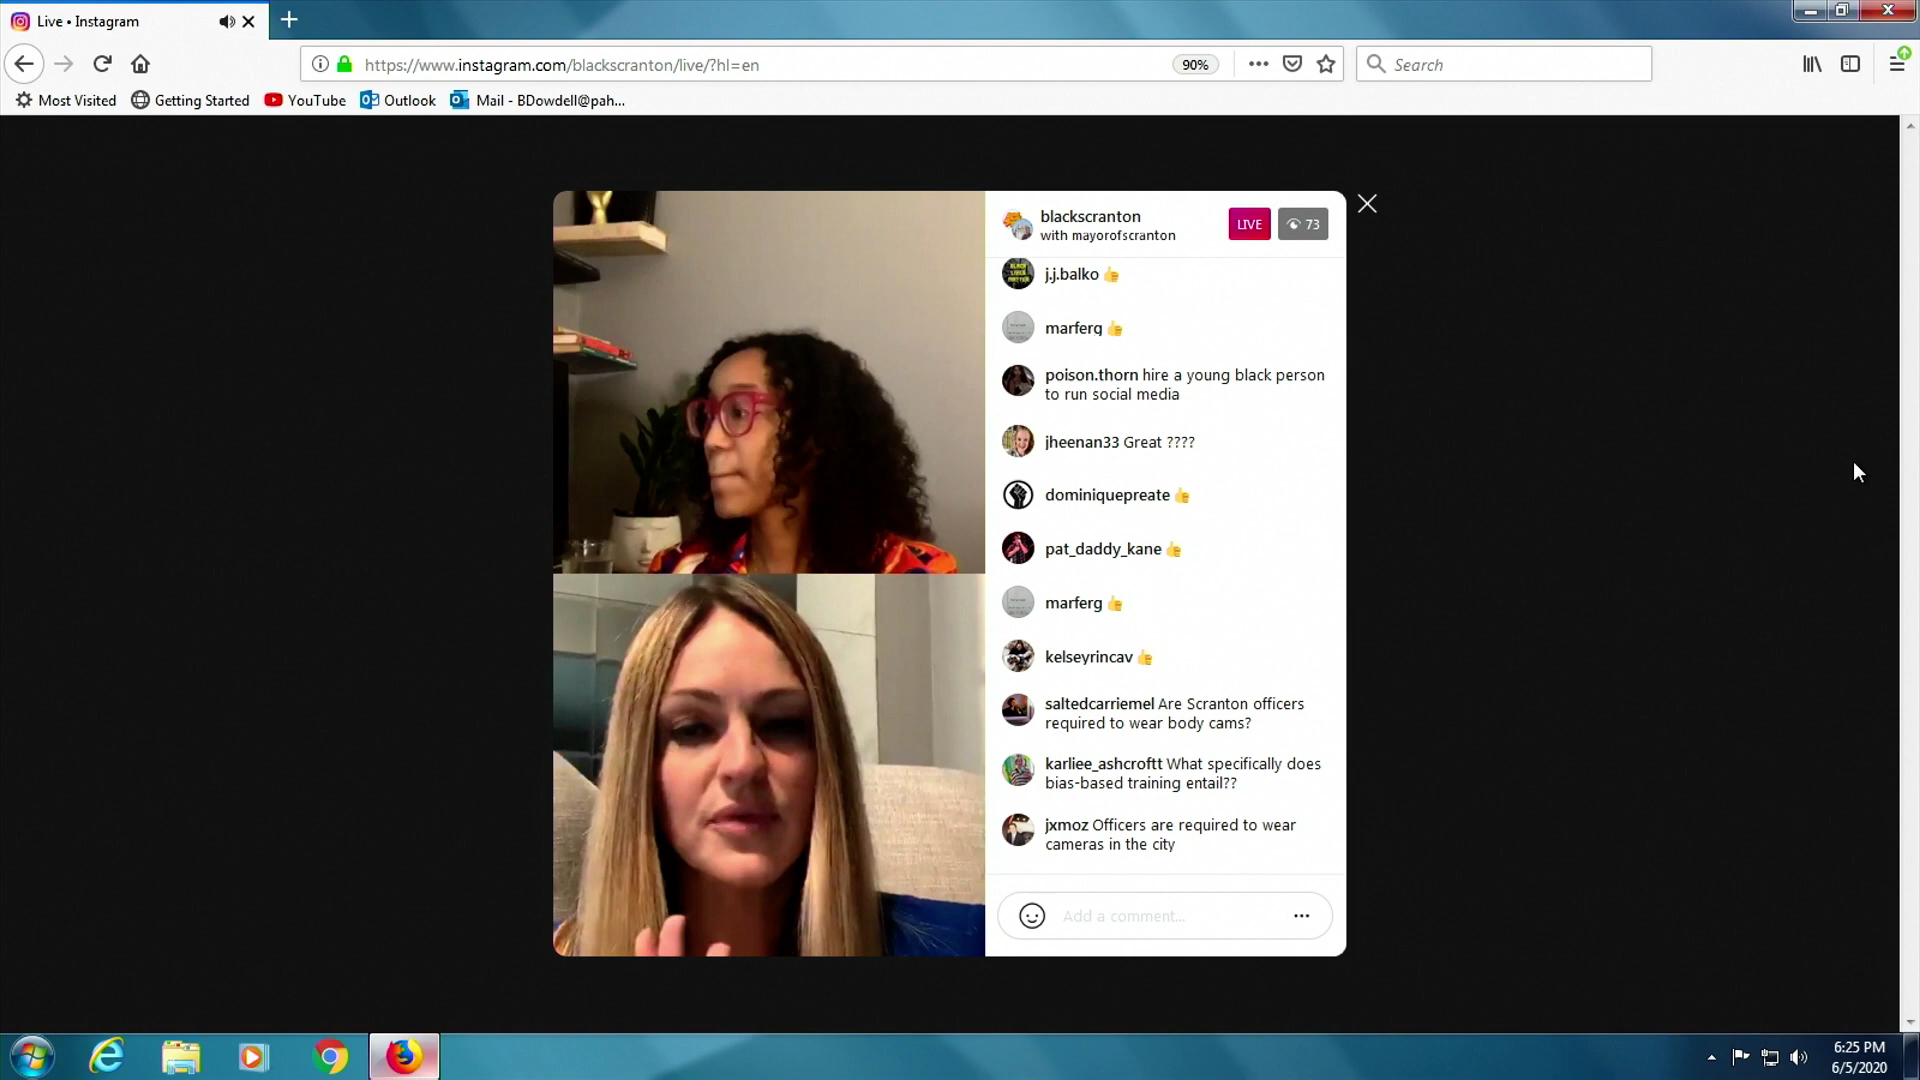 Live • Instagram
https://www.instagram.com/blackscranton/live/?hl=en
90%
Search
Most Visited
Getting Started
YouTube
Outlook
Mail - BDowdell@pah...
blackscranton
with mayorofscranton
LIVE
73
j.j.balko 👍
marferg 👍
poison.thorn hire a young black person
to run social media
jheenan33 Great ????
dominiquepreate 👍
pat_daddy_kane 👍
marferg 👍
kelseyrincav 👍
saltedcarriemel Are Scranton officers
required to wear body cams?
karliee_ashcroftt What specifically does
bias-based training entail??
jxmoz Officers are required to wear
cameras in the city
Add a comment...
6:25 PM
6/5/2020